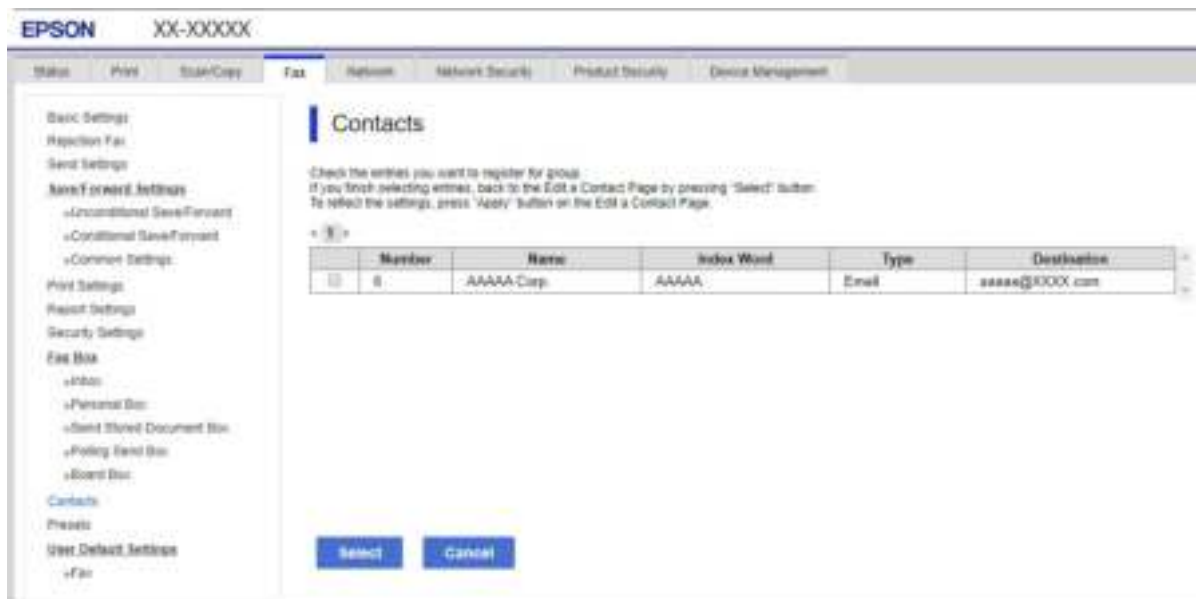 EPSON XX-XXXXX
Status Print Scan/Copy Fax Network Network Security Product Security Device Management
Basic Settings
Rejection Fax
Send Settings
Save/Forward Settings
»Unconditional Save/Forward
»Conditional Save/Forward
»Common Settings
Print Settings
Report Settings
Security Settings
Fax Box
»Inbox
»Personal Box
»Send Stored Document Box
»Polling Send Box
»Board Box
Contacts
Presets
User Default Settings
»Fax
Contacts
Check the entries you want to register for group.
If you finish selecting entries, back to the Edit a Contact Page by pressing "Select" button.
To reflect the settings, press "Apply" button on the Edit a Contact Page.
< 1 >
Number Name Index Word Type Destination
AAAAA Corp. AAAAA Email aaaaa@XXXX.com
Select Cancel